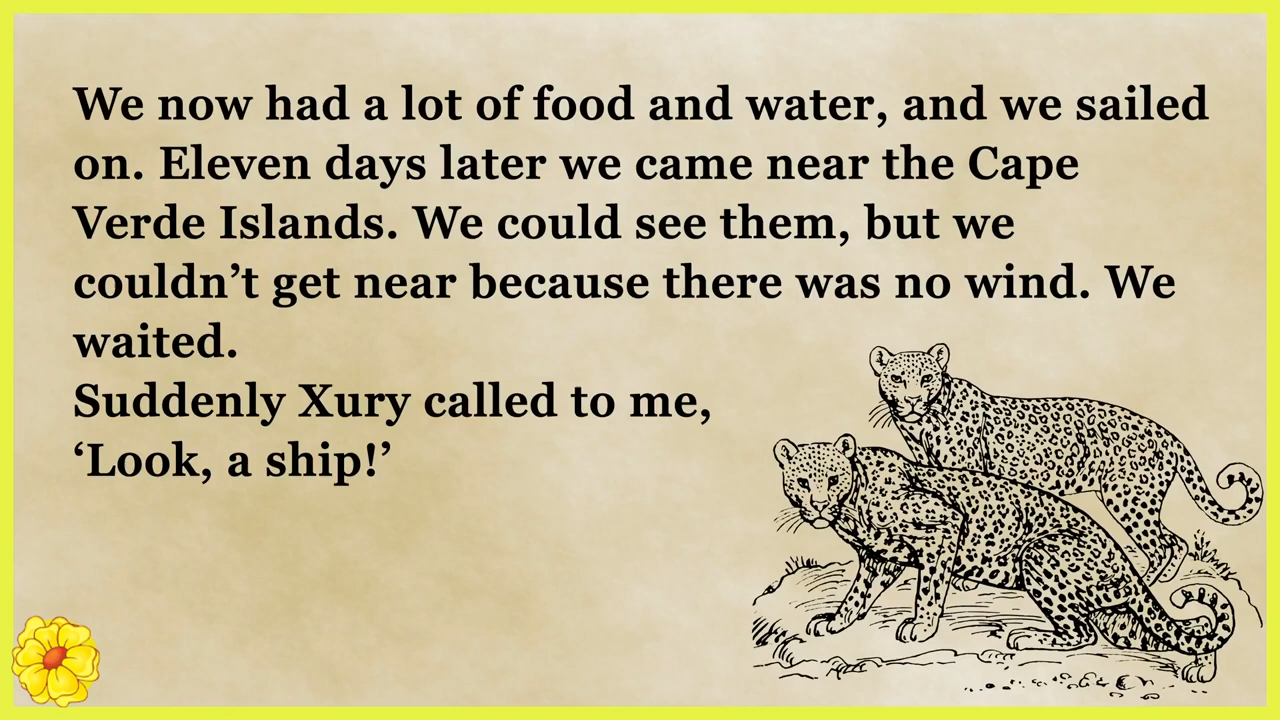 We now had a lot of food and water, and we sailed
on. Eleven days later we came near the Cape
Verde Islands. We could see them, but we
couldn’t get near because there was no wind. We
waited.
Suddenly Xury called to me,
‘Look, a ship!’